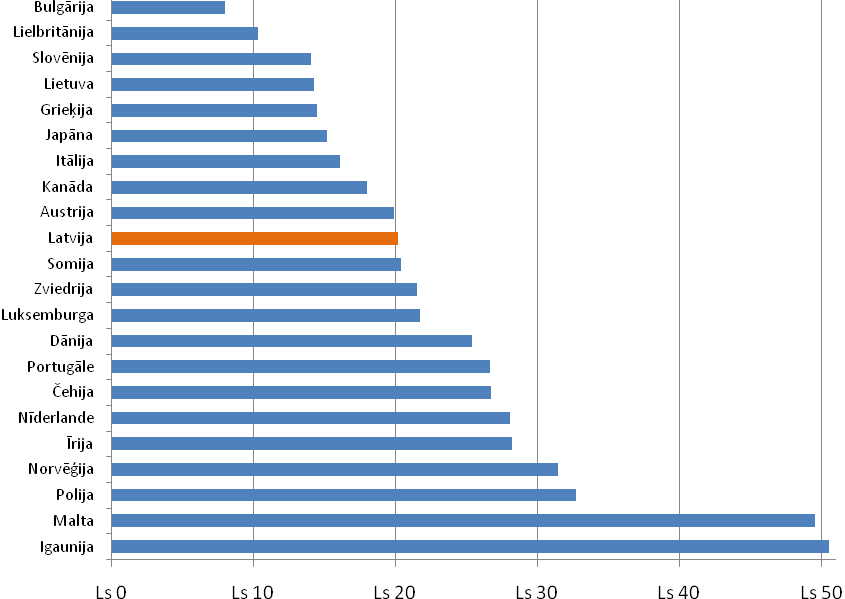 Bulgārija
Lielbritānija
Slovēnija
Lietuva
Grieķija
Japāna
Itālija
Kanāda
Austrija
Latvija
Somija
Zviedrija
Luksemburga
Dānija
Portugāle
Čehija
Nīderlande
Īrija
Norvēģija
Polija
Malta
Igaunija
Ls 0 Ls 10 Ls 20 Ls 30 Ls 40 Ls 50